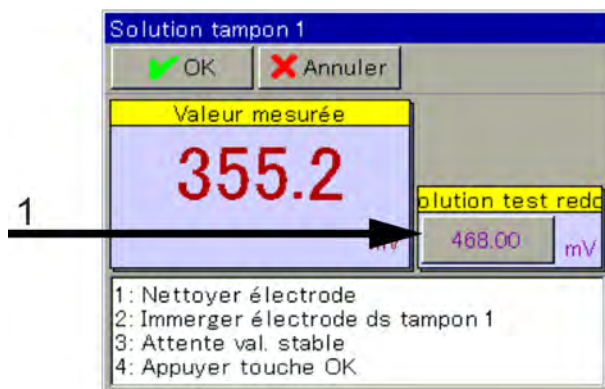 Solution tampon 1
OK Annuler
Valeur mesurée
355.2
mV
olution test redo
468.00 mV
1
1: Nettoyer électrode
2: Immerger électrode ds tampon 1
3: Attente val. stable
4: Appuyer touche OK